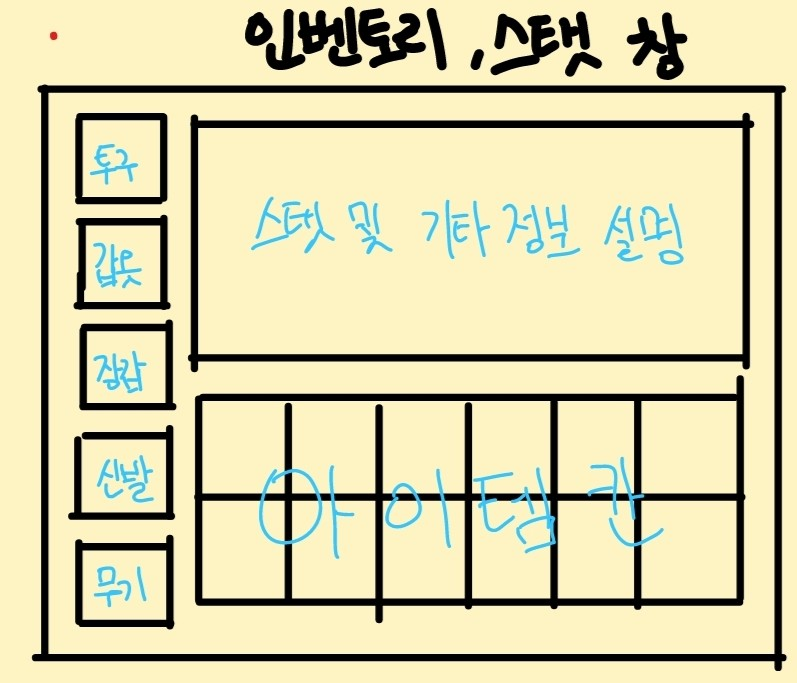 인벤토리, 스탯 창
투구
스텟 및 기타 정보 설명
갑옷
장갑
신발
아이템 칸
무기